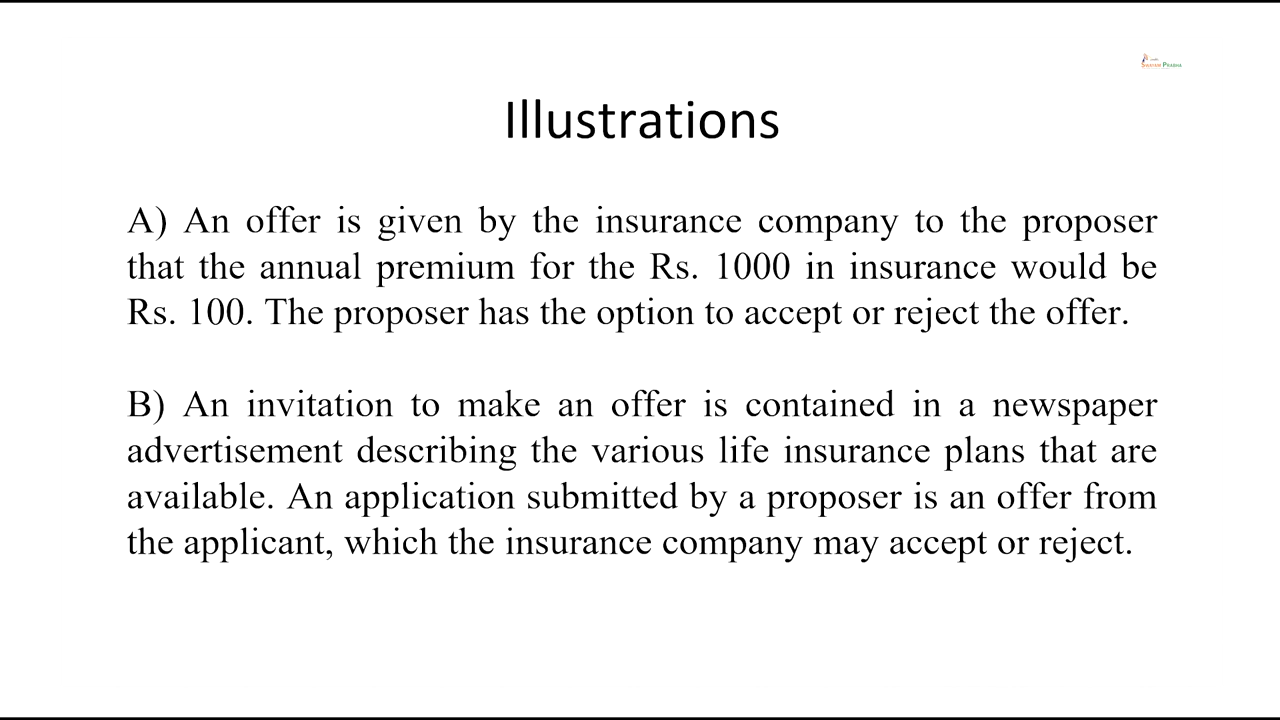 SWAYAM PRABHA
Illustrations
A) An offer is given by the insurance company to the proposer
that the annual premium for the Rs. 1000 in insurance would be
Rs. 100. The proposer has the option to accept or reject the offer.
B) An invitation to make an offer is contained in a newspaper
advertisement describing the various life insurance plans that are
available. An application submitted by a proposer is an offer from
the applicant, which the insurance company may accept or reject.